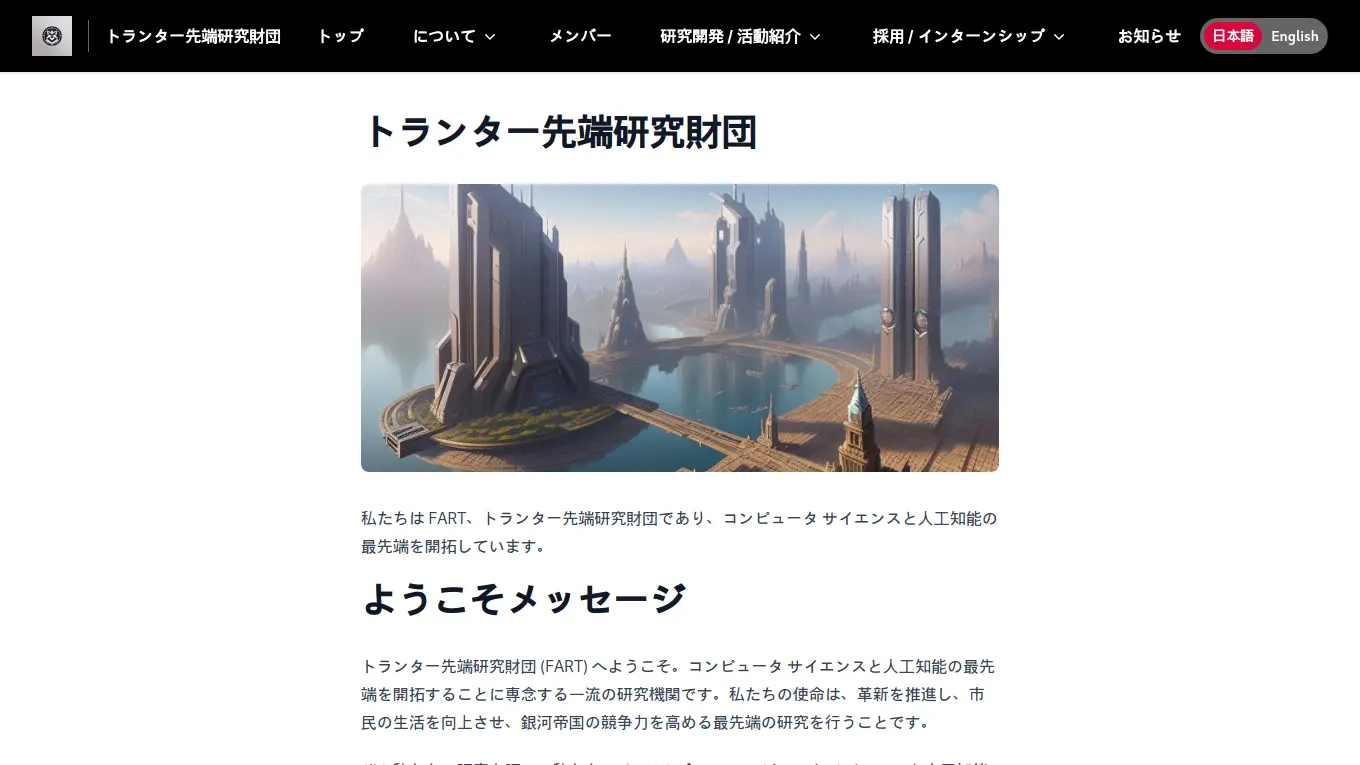 トランター先端研究財団
トップ
について
メンバー
研究開発 / 活動紹介
採用 / インターンシップ
お知らせ
日本語
English
トランター先端研究財団
私たちは FART、トランター先端研究財団であり、コンピュータ サイエンスと人工知能の
最先端を開拓しています。
ようこそメッセージ
トランター先端研究財団 (FART) へようこそ。コンピュータ サイエンスと人工知能の最先
端を開拓することに専念する一流の研究機関です。私たちの使命は、革新を推進し、市
民の生活を向上させ、銀河帝国の競争力を高める最先端の研究を行うことです。